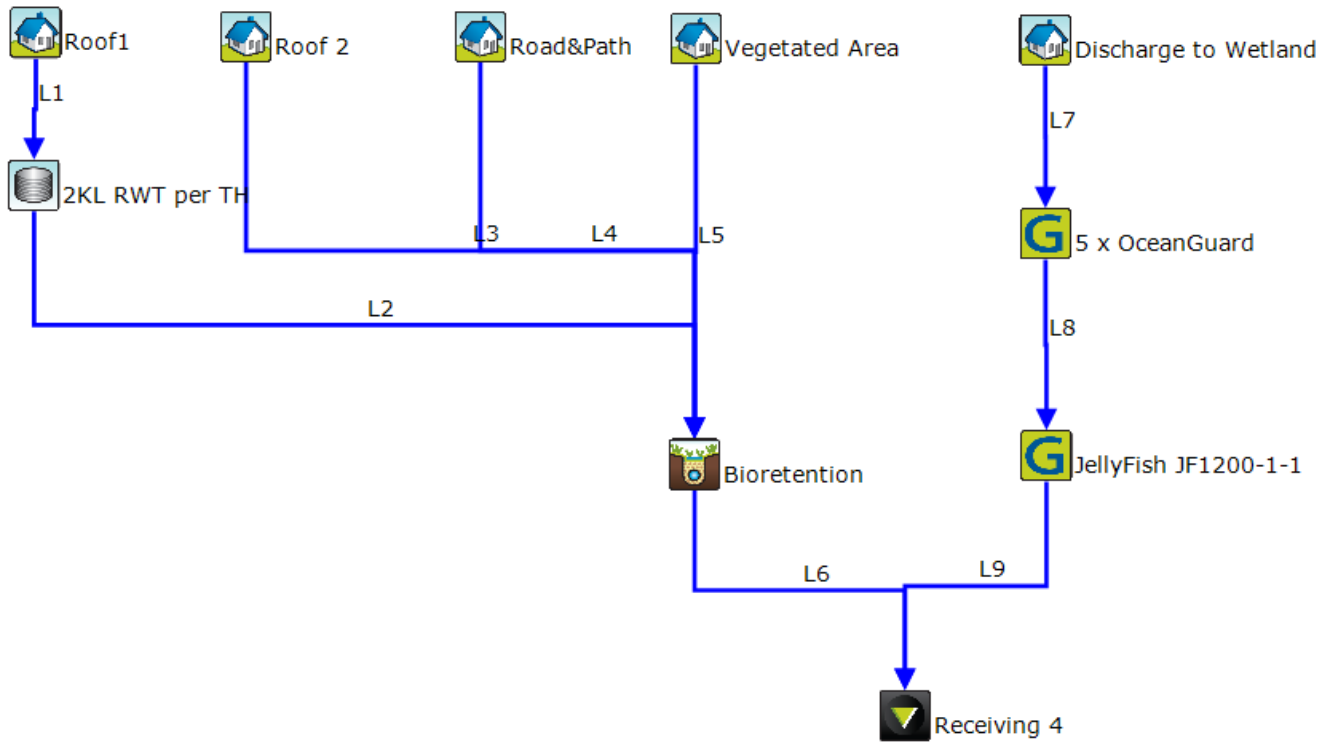 Roof1
Roof 2
Road&Path
Vegetated Area
Discharge to Wetland
L1
L7
2KL RWT per TH
L3
L4
L5
G
5 x OceanGuard
L2
L8
Bioretention
G
JellyFish JF1200-1-1
L6
L9
Receiving 4